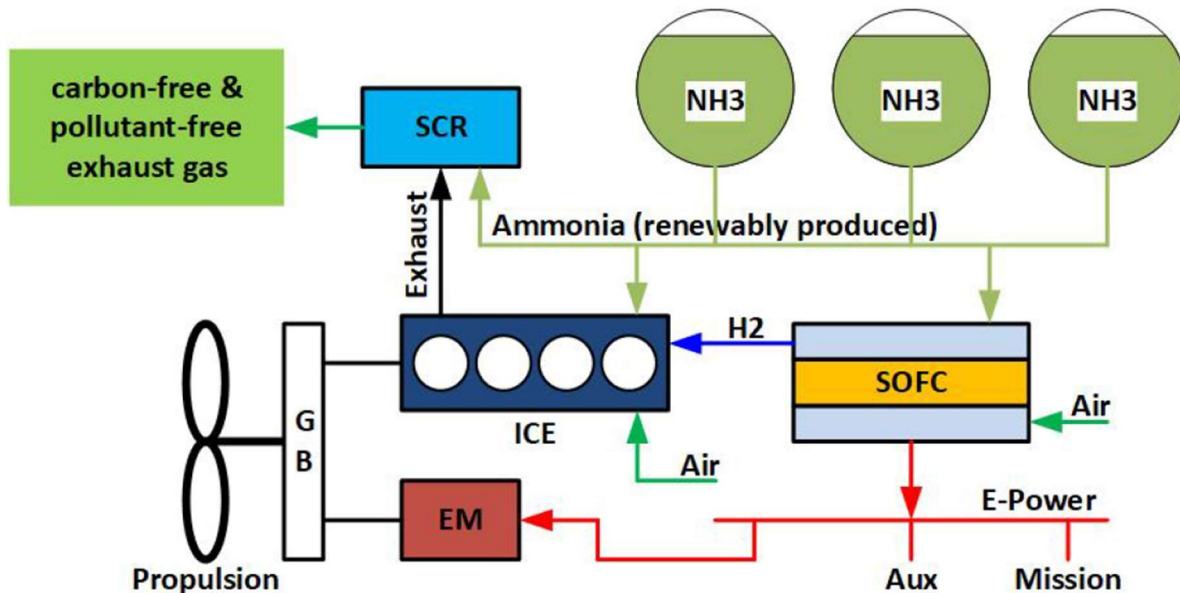 carbon-free &
pollutant-free
exhaust gas
SCR
NH3
NH3
NH3
Exhaust
Ammonia (renewably produced)
H2
SOFC
Air
G
B
ICE
Air
EM
E-Power
Propulsion
Aux
Mission